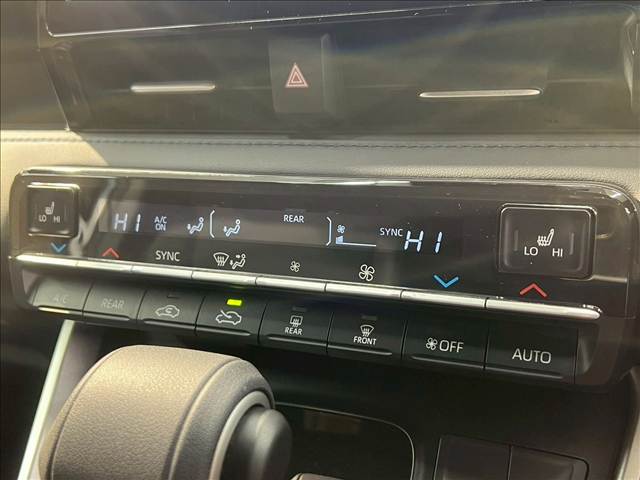 LO HI
HI A/C ON REAR SYNC HI
LO HI
SYNC
A/C REAR REAR FRONT OFF AUTO